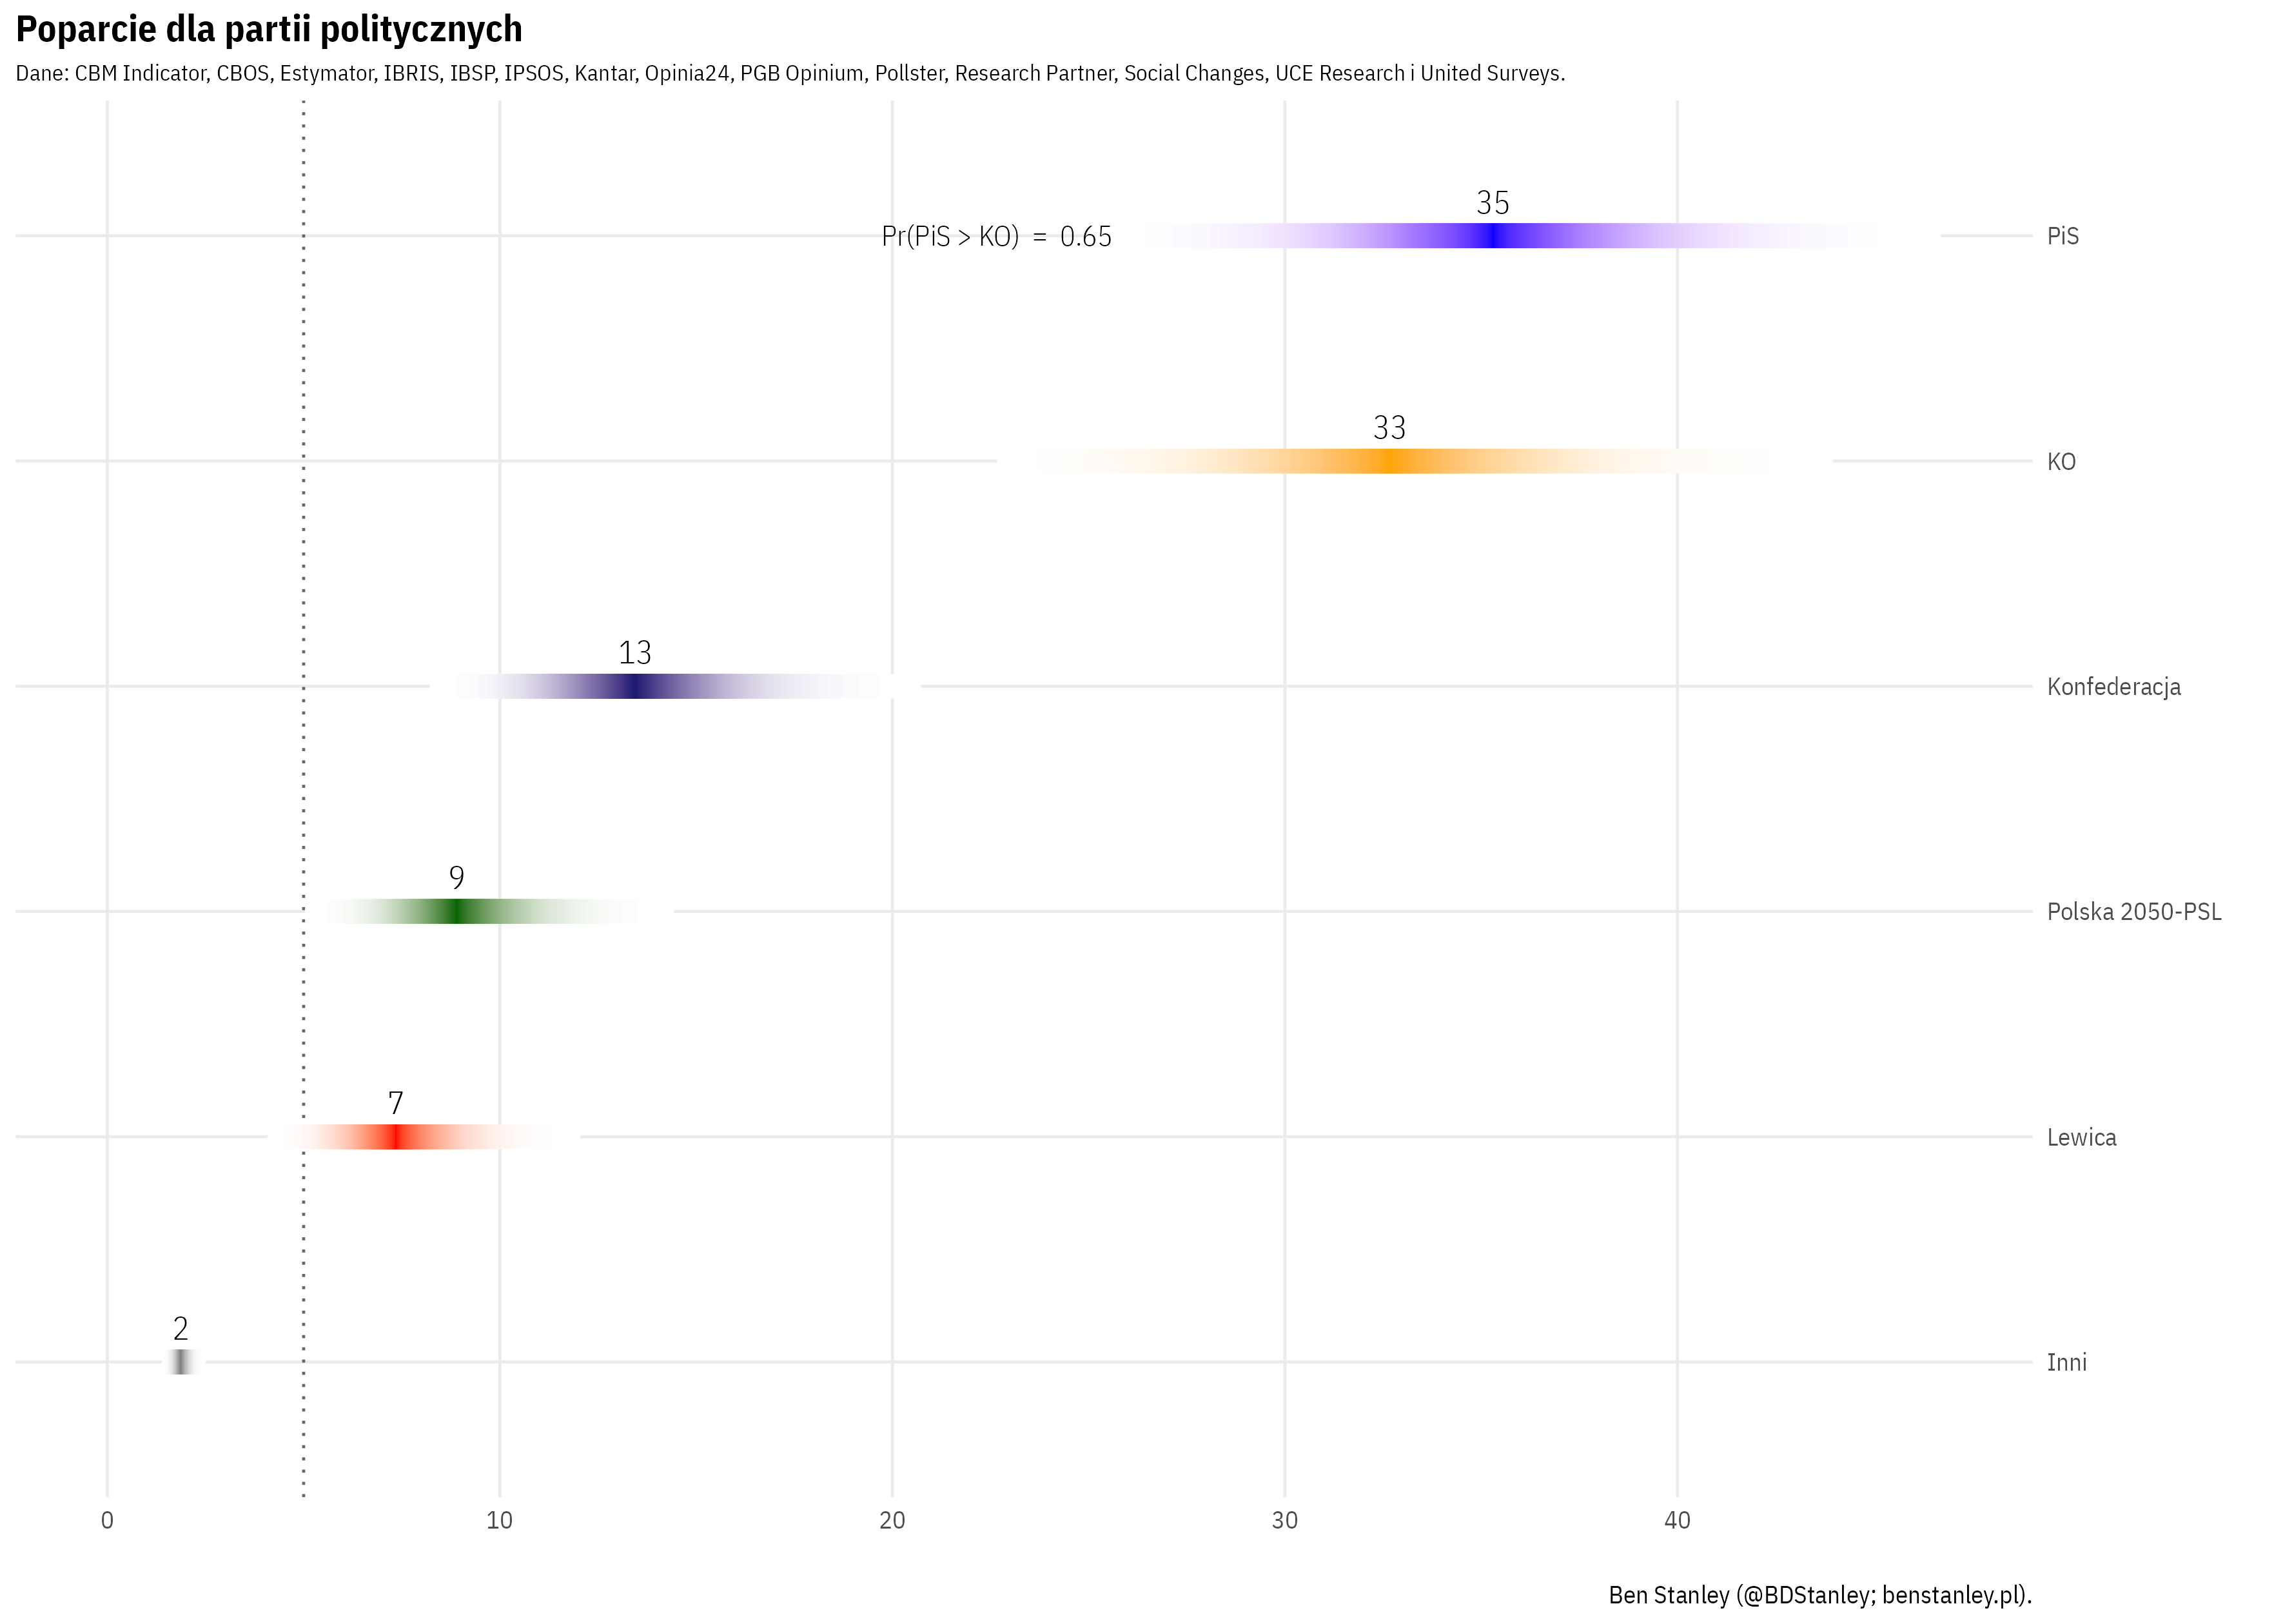 Poparcie dla partii politycznych
Dane: CBM Indicator, CBOS, Estymator, IBRIS, IBSP, IPSOS, Kantar, Opinia24, PGB Opinium, Pollster, Research Partner, Social Changes, UCE Research i United Surveys.
35
Pr(PiS > KO) = 0.65
PiS
33
KO
13
Konfederacja
9
Polska 2050-PSL
7
Lewica
2
Inni
0 10 20 30 40
Ben Stanley (@BDStanley; benstanley.pl).